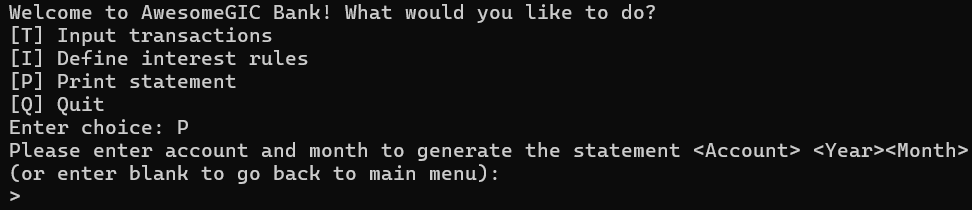 Welcome to AwesomeGIC Bank! What would you like to do?
[T] Input transactions
[I] Define interest rules
[P] Print statement
[Q] Quit
Enter choice: P
Please enter account and month to generate the statement <Account> <Year><Month>
(or enter blank to go back to main menu):
>